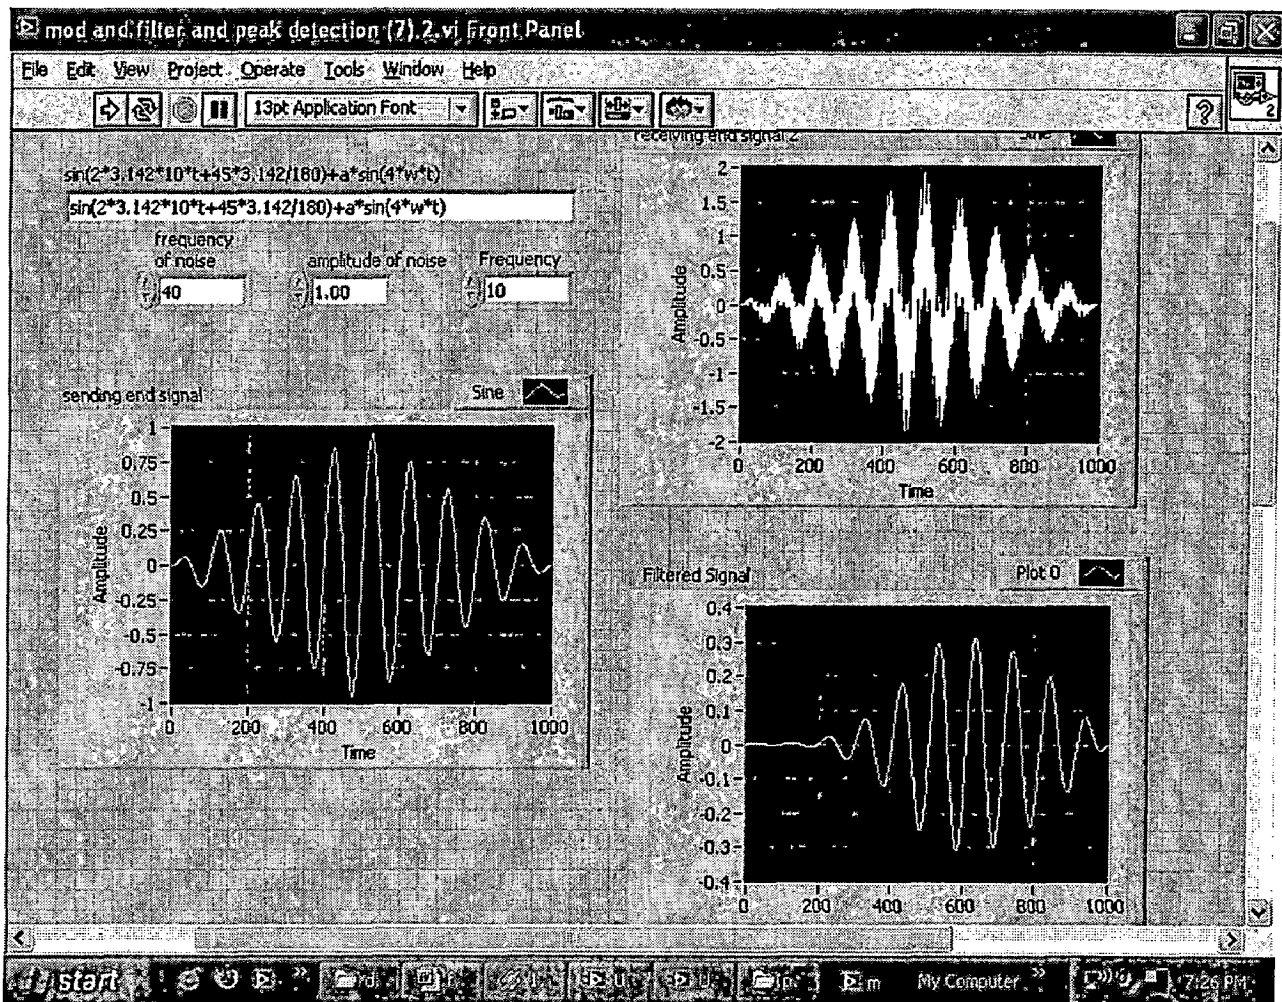 mod and filter and peak detection (7).2.vi Front Panel
File Edit View Project Operate Tools Window Help
13pt Application Font
2
receiving end signal 2
Sine
sin(2*3.142*10*t+45*3.142/180)+a*sin(4*w*t)
sin(2*3.142*10*t+45*3.142/180)+a*sin(4*w*t)
frequency of noise
40
amplitude of noise
1.00
Frequency
10
2
1.5
1
0.5
0
-0.5
-1
-1.5
-2
Amplitude
0 200 400 600 800 1000
Time
sending end signal
Sine
1
0.75
0.5
0.25
0
-0.25
-0.5
-0.75
-1
Amplitude
0 200 400 600 800 1000
Time
Filtered Signal
Plot 0
0.4
0.3
0.2
0.1
0
-0.1
-0.2
-0.3
-0.4
Amplitude
0 200 400 600 800 1000
start
m
My Computer
7:26 PM